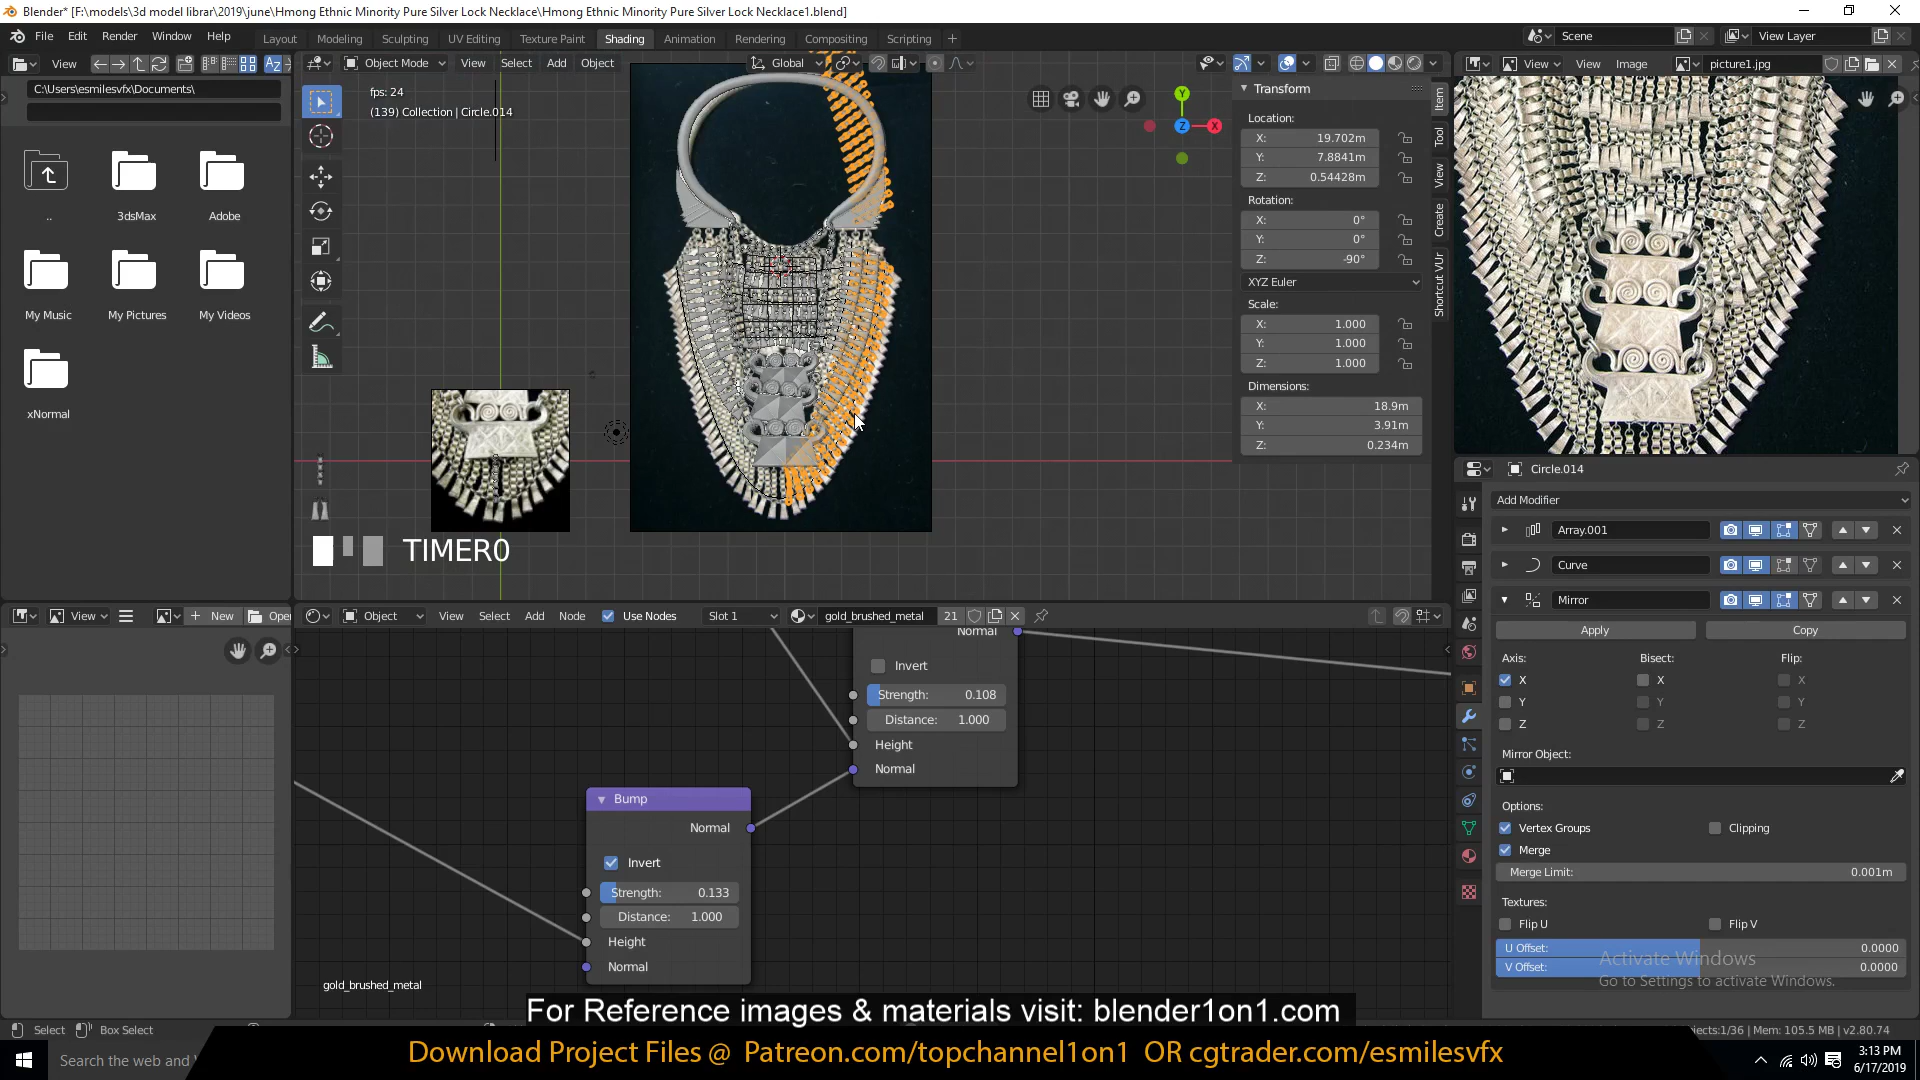 Blender* [F:\models\3d model librar\2019\june\Hmong Ethnic Minority Pure Silver Lock Necklace\Hmong Ethnic Minority Pure Silver Lock Necklace1.blend]
File Edit Render Window Help
Layout Modeling Sculpting UV Editing Texture Paint Shading Animation Rendering Compositing Scripting +
Scene
View Layer
View
Object Mode View Select Add Object
Global
View View Image picture1.jpg
C:\Users\esmilesvfx\Documents\
fps: 24
(139) Collection | Circle.014
..
3dsMax
Adobe
My Music
My Pictures
My Videos
xNormal
Y
Z
X
Transform
Location:
X: 19.702m
Y: 7.8841m
Z: 0.54428m
Rotation:
X: 0°
Y: 0°
Z: -90°
XYZ Euler
Scale:
X: 1.000
Y: 1.000
Z: 1.000
Dimensions:
X: 18.9m
Y: 3.91m
Z: 0.234m
Item
Tool
View
Create
Shortcut VUr
TIMER0
Circle.014
Add Modifier
Array.001
Curve
Mirror
Apply Copy
Axis: Bisect: Flip:
X X X
Y Y Y
Z Z Z
Mirror Object:
Options:
Vertex Groups Clipping
Merge
Merge Limit: 0.001m
Textures:
Flip U Flip V
U Offset: 0.0000
V Offset: 0.0000
Activate Windows
Go to Settings to activate Windows.
View
New
Open
Object View Select Add Node Use Nodes Slot 1 gold_brushed_metal 21
Normal
Invert
Strength: 0.108
Distance: 1.000
Height
Normal
Bump
Normal
Invert
Strength: 0.133
Distance: 1.000
Height
Normal
gold_brushed_metal
For Reference images & materials visit: blender1on1.com
Select Box Select
jects:1/36 | Mem: 105.5 MB | v2.80.74
Search the web and W
Download Project Files @ Patreon.com/topchannel1on1 OR cgtrader.com/esmilesvfx
3:13 PM
6/17/2019